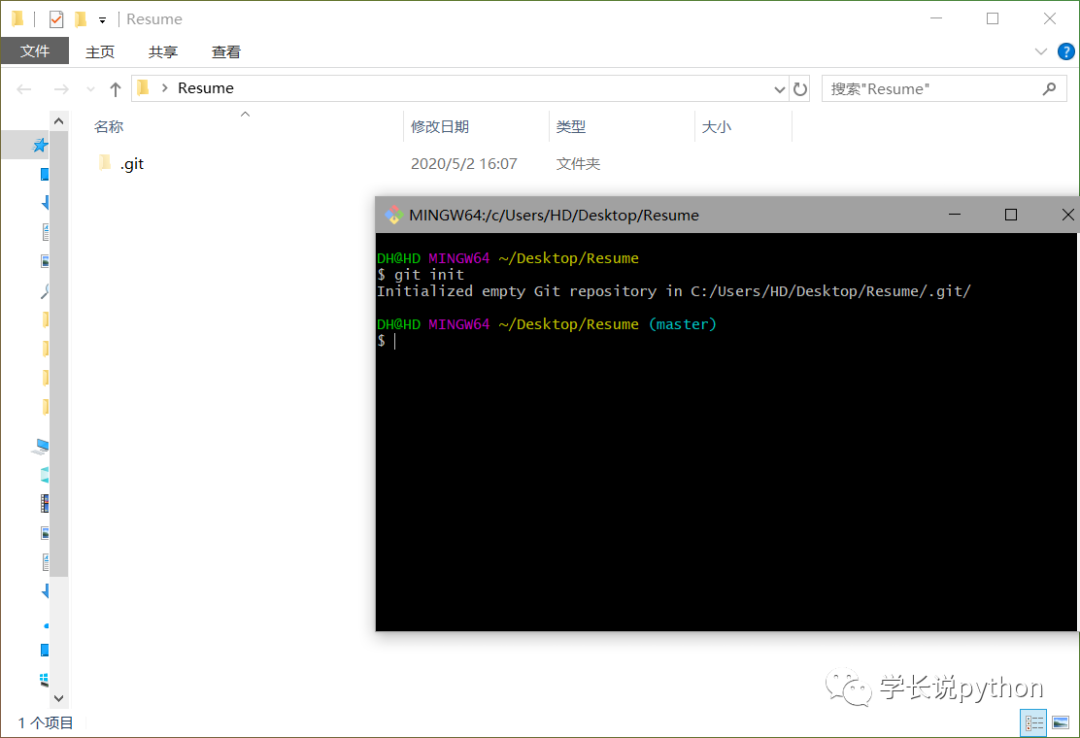 Resume
文件 主页 共享 查看
Resume
搜索"Resume"
名称 修改日期 类型 大小
.git 2020/5/2 16:07 文件夹
MINGW64:/c/Users/HD/Desktop/Resume
DH@HD MINGW64 ~/Desktop/Resume
$ git init
Initialized empty Git repository in C:/Users/HD/Desktop/Resume/.git/
DH@HD MINGW64 ~/Desktop/Resume (master)
$
学长说python
1 个项目